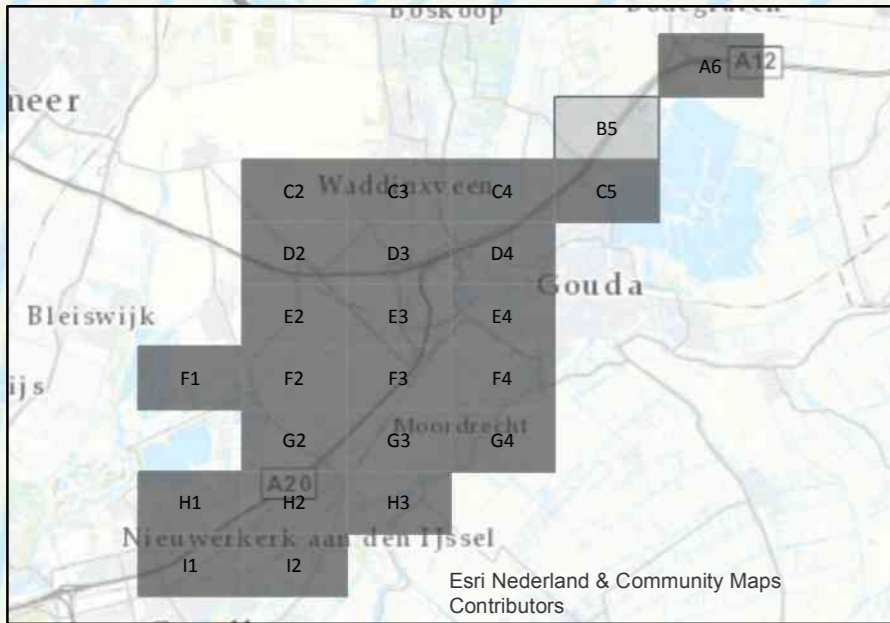 Boskoop
A6
A12
meer
B5
Waddinxveen
C2
C3
C4
C5
D2
D3
D4
Gouda
Bleiswijk
E2
E3
E4
F1
F2
F3
F4
ijs
Moordrecht
G2
G3
G4
A20
H1
H2
H3
Nieuwerkerk aan den IJssel
I1
I2
Esri Nederland & Community Maps
Contributors